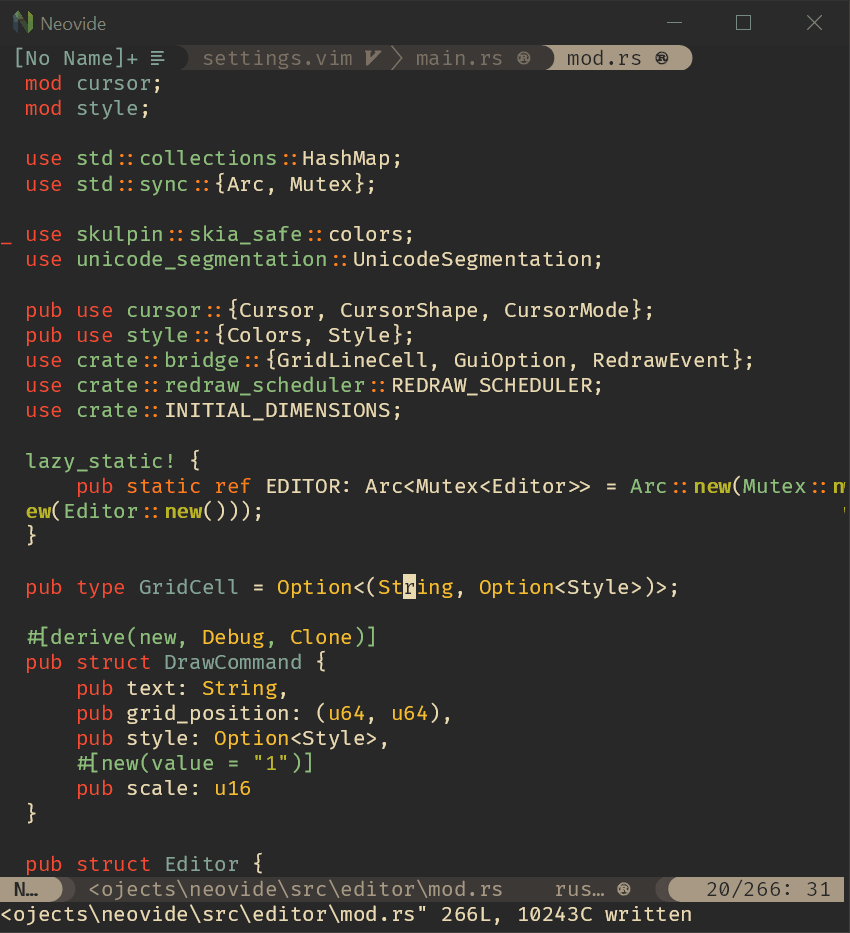 Neovide
[No Name]+ settings.vim main.rs mod.rs
mod cursor;
mod style;
use std::collections::HashMap;
use std::sync::{Arc, Mutex};
use skulpin::skia_safe::colors;
use unicode_segmentation::UnicodeSegmentation;
pub use cursor::{Cursor, CursorShape, CursorMode};
pub use style::{Colors, Style};
use crate::bridge::{GridLineCell, GuiOption, RedrawEvent};
use crate::redraw_scheduler::REDRAW_SCHEDULER;
use crate::INITIAL_DIMENSIONS;
lazy_static! {
    pub static ref EDITOR: Arc<Mutex<Editor>> = Arc::new(Mutex::n
ew(Editor::new()));
}
pub type GridCell = Option<(String, Option<Style>)>;
#[derive(new, Debug, Clone)]
pub struct DrawCommand {
    pub text: String,
    pub grid_position: (u64, u64),
    pub style: Option<Style>,
    #[new(value = "1")]
    pub scale: u16
}
pub struct Editor {
N… <ojects\neovide\src\editor\mod.rs rus… 20/266: 31
<ojects\neovide\src\editor\mod.rs" 266L, 10243C written